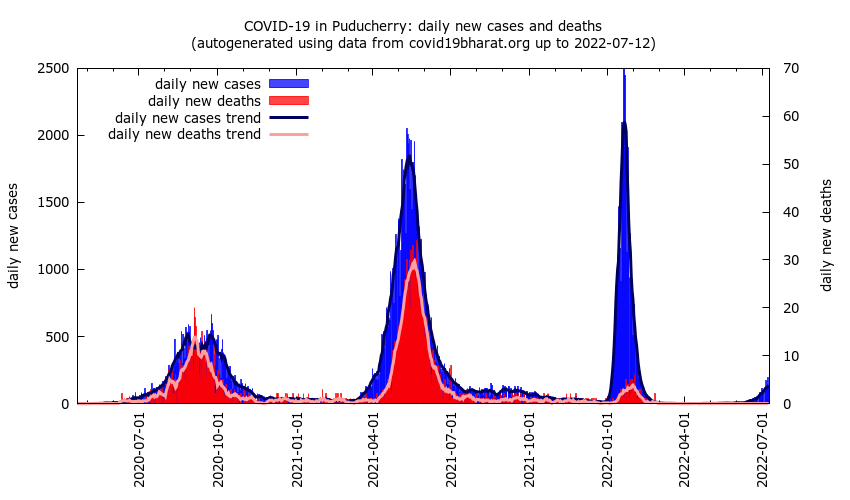 COVID-19 in Puducherry: daily new cases and deaths
(autogenerated using data from covid19bharat.org up to 2022-07-12)
daily new cases
daily new deaths
daily new cases trend
daily new deaths trend
2500
2000
1500
1000
500
0
daily new cases
70
60
50
40
30
20
10
0
daily new deaths
2020-07-01
2020-10-01
2021-01-01
2021-04-01
2021-07-01
2021-10-01
2022-01-01
2022-04-01
2022-07-01